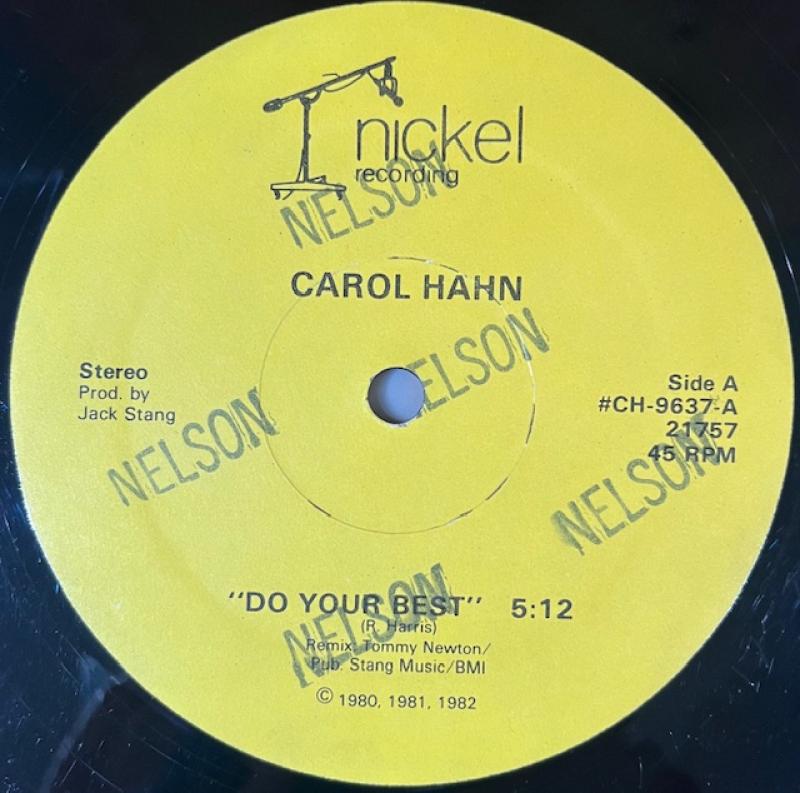 nickel
recording
NELSON
CAROL HAHN
NELSON
Stereo
Prod. by
Jack Stang
Side A
#CH-9637-A
21757
45 RPM
NELSON
NELSON
"DO YOUR BEST" 5:12
(R. Harris)
Remix: Tommy Newton/
Pub. Stang Music/BMI
NELSON
© 1980, 1981, 1982